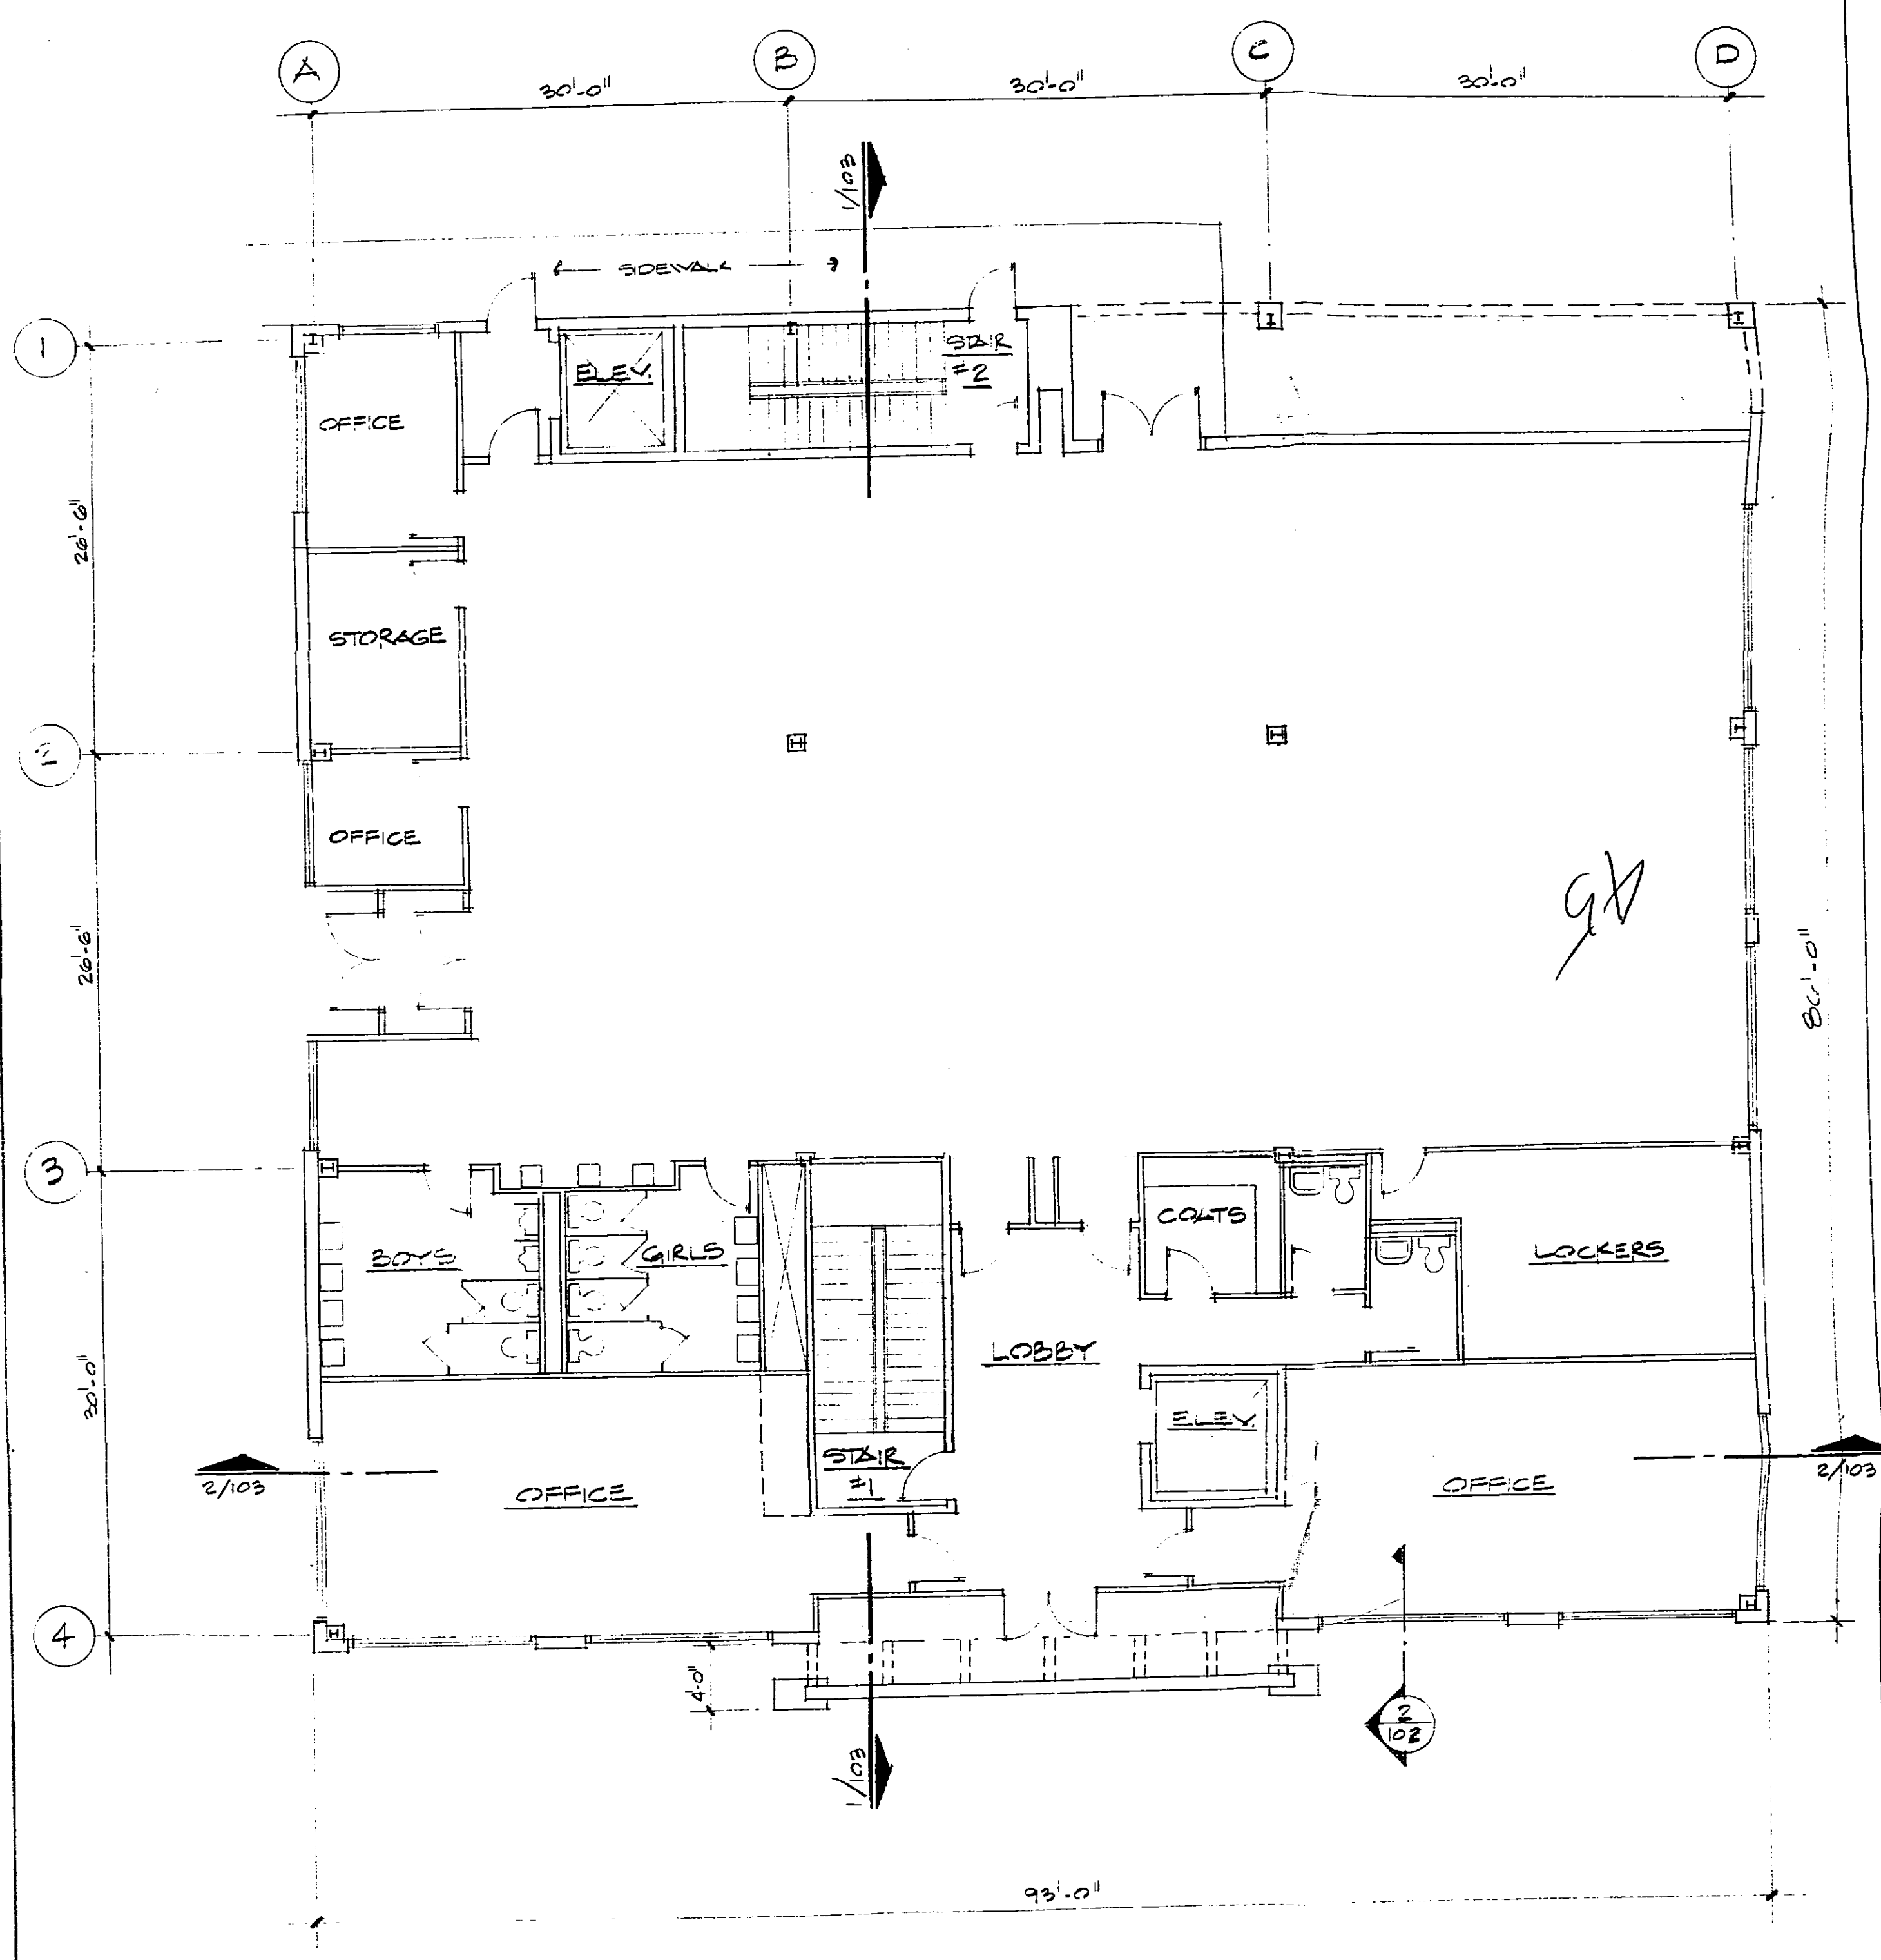 A
B
C
D
30'-0"
30'-0"
30'-0"
1/103
← SIDEWALK →
1
STAIR
#2
ELEV.
OFFICE
26'-6"
STORAGE
2
OFFICE
26'-6"
3
BOYS
GIRLS
COATS
LOCKERS
LOBBY
30'-0"
ELEV.
STAIR
#1
2/103
OFFICE
OFFICE
2/103
4
4'-0"
2
102
1/103
93'-0"